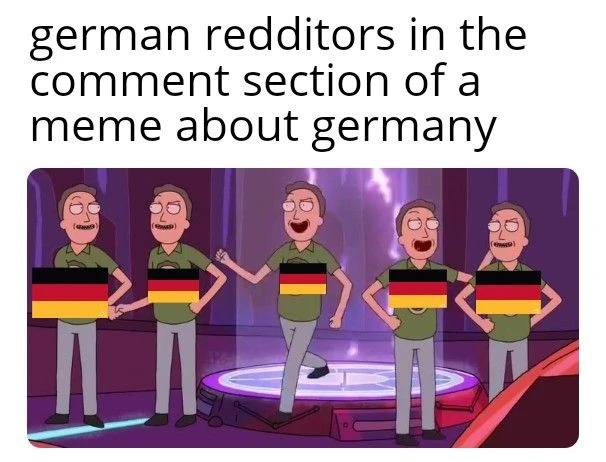 german redditors in the
comment section of a
meme about germany